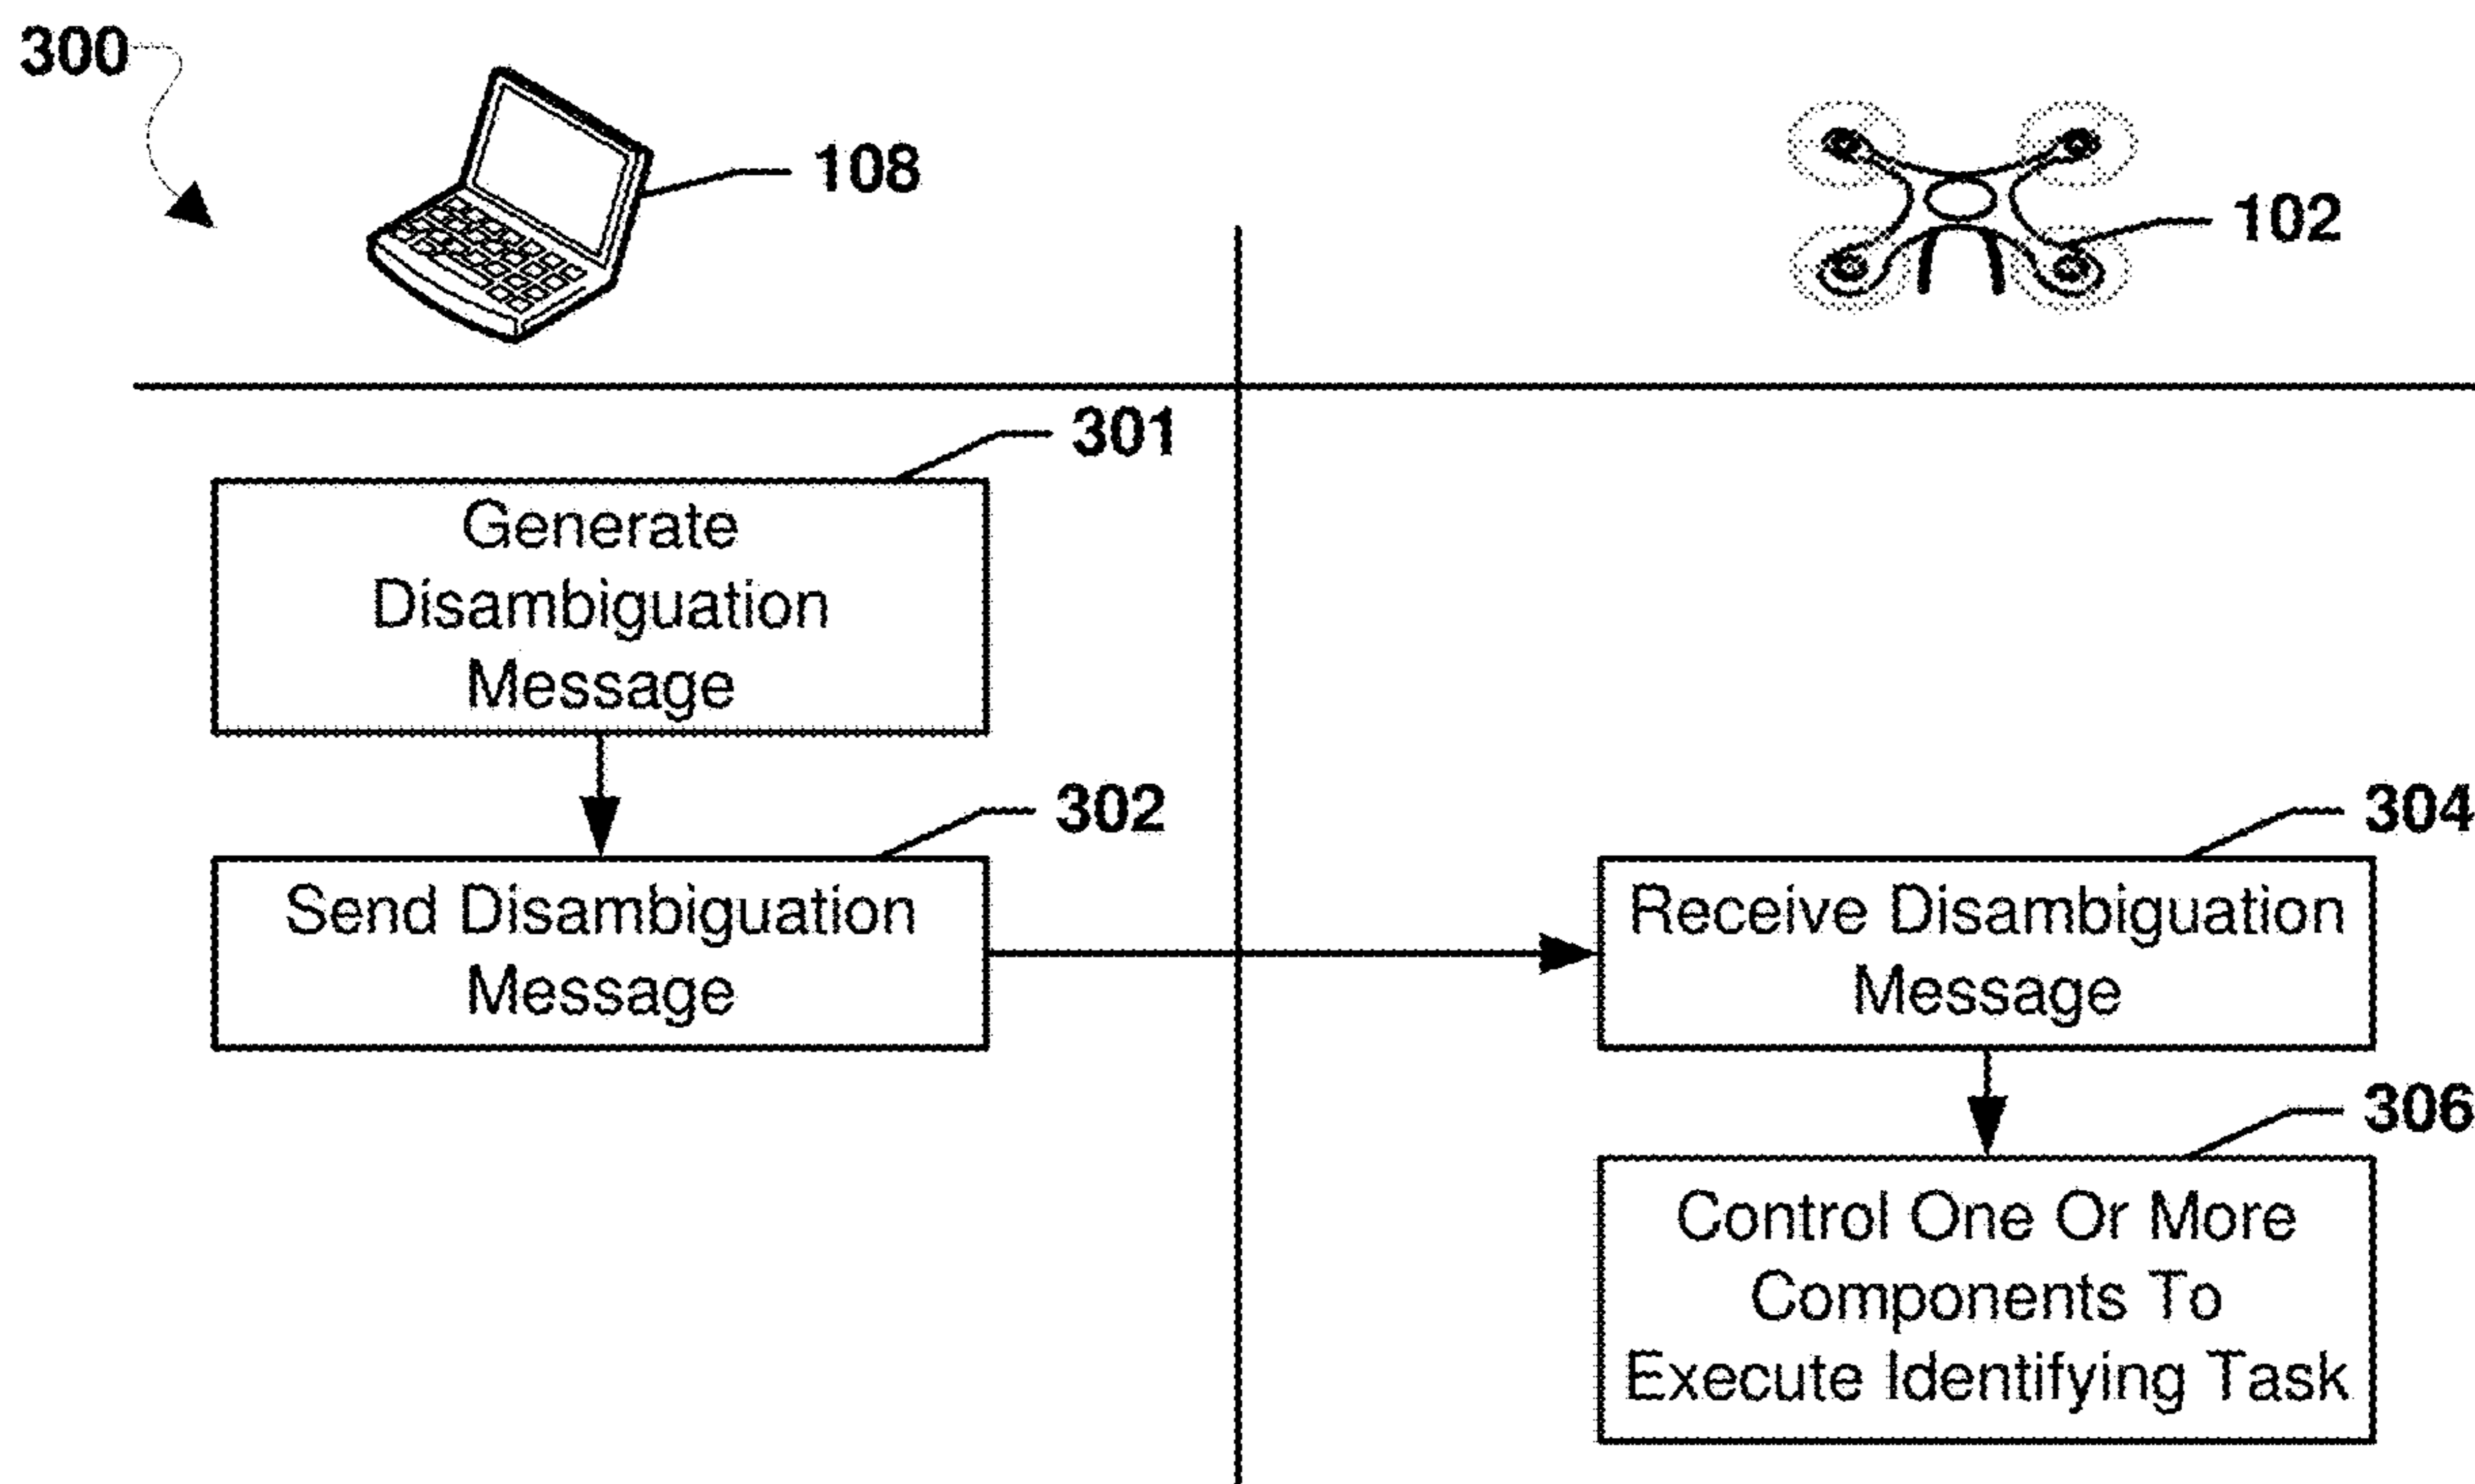 300
108
102
301
Generate
Disambiguation
Message
302
Send Disambiguation
Message
304
Receive Disambiguation
Message
306
Control One Or More
Components To
Execute Identifying Task